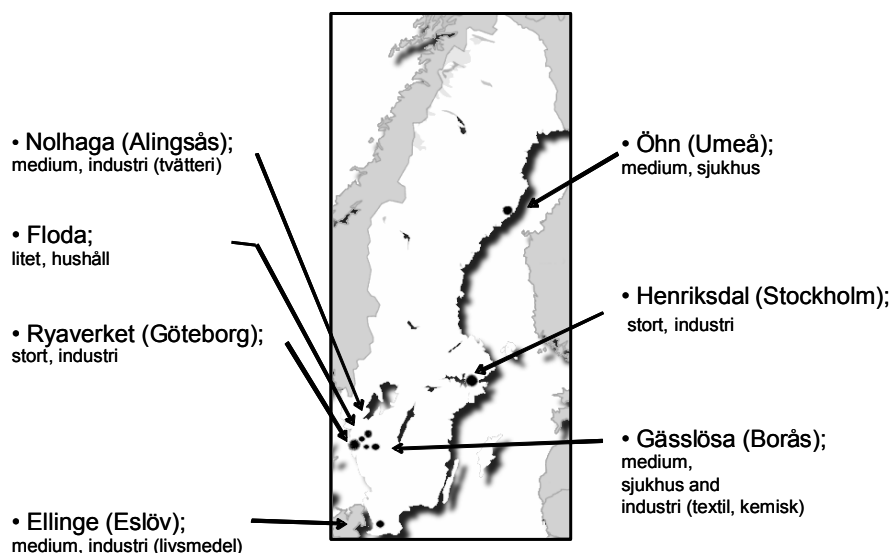 • Nolhaga (Alingsås);
medium, industri (tvätteri)
• Floda;
litet, hushåll
• Ryaverket (Göteborg);
stort, industri
• Ellinge (Eslöv);
medium, industri (livsmedel)
• Öhn (Umeå);
medium, sjukhus
• Henriksdal (Stockholm);
stort, industri
• Gässlösa (Borås);
medium,
sjukhus and
industri (textil, kemisk)